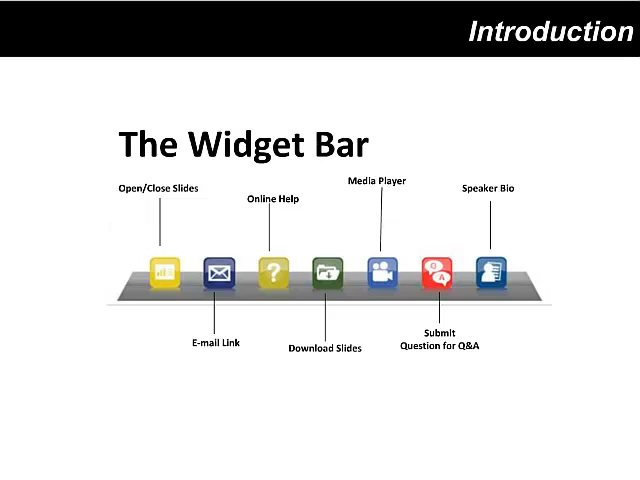 Introduction
The Widget Bar
Open/Close Slides
Online Help
Media Player
Speaker Bio
?
Q
A
E-mail Link
Download Slides
Submit
Question for Q&A